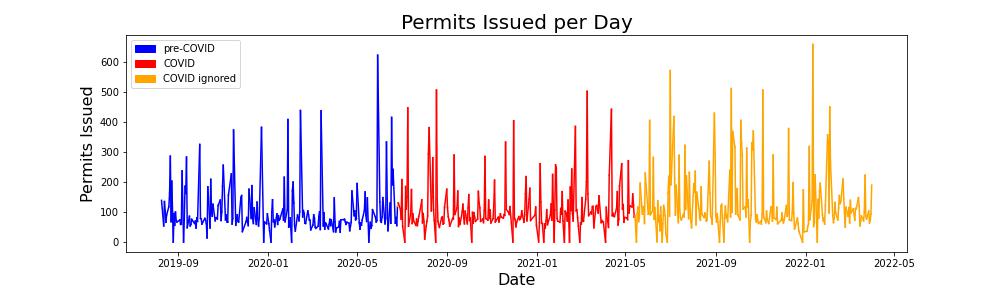 Permits Issued per Day
pre-COVID
COVID
COVID ignored
Permits Issued
600
500
400
300
200
100
0
2019-09 2020-01 2020-05 2020-09 2021-01 2021-05 2021-09 2022-01 2022-05
Date